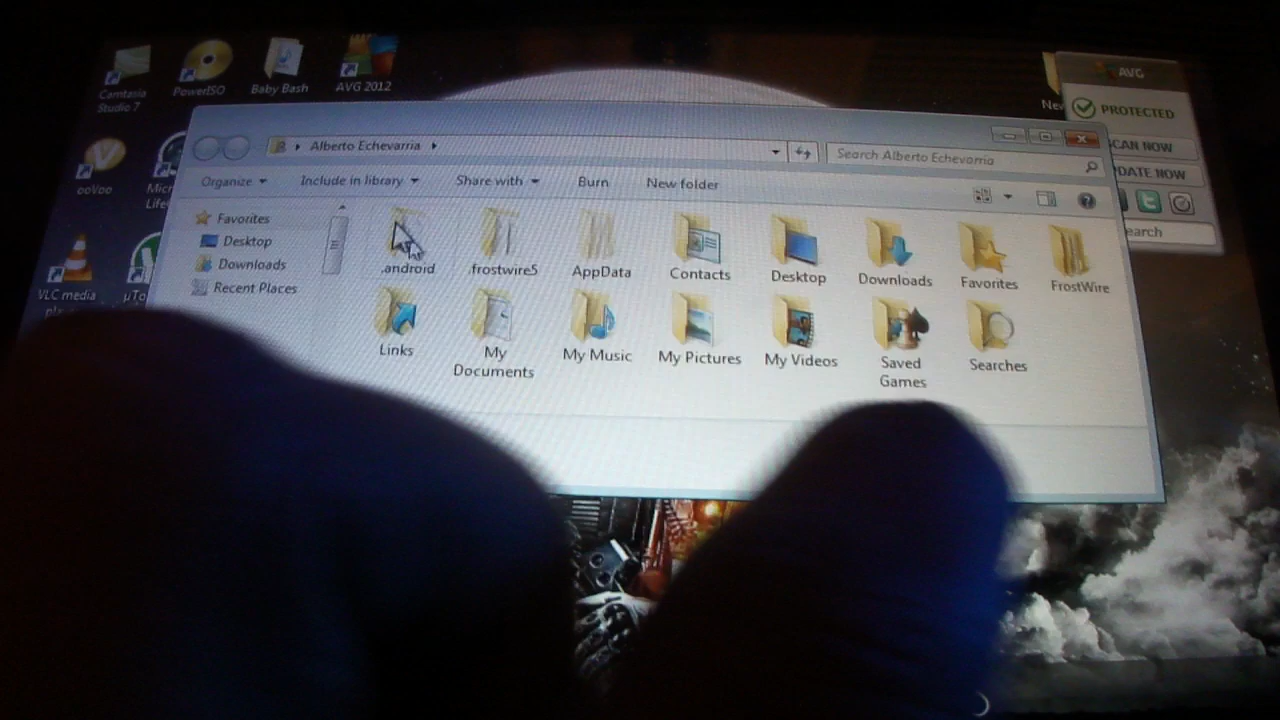 Camtasia
Studio 7
PowerISO
Baby Bash
AVG 2012
AVG
PROTECTED
SCAN NOW
ooVoo
VLC media
Alberto Echevarria
Search Alberto Echevarria
Organize
Include in library
Share with
Burn
New folder
Favorites
Desktop
Downloads
Recent Places
.android
.frostwire5
AppData
Contacts
Desktop
Downloads
Favorites
FrostWire
Links
My
Documents
My Music
My Pictures
My Videos
Saved
Games
Searches